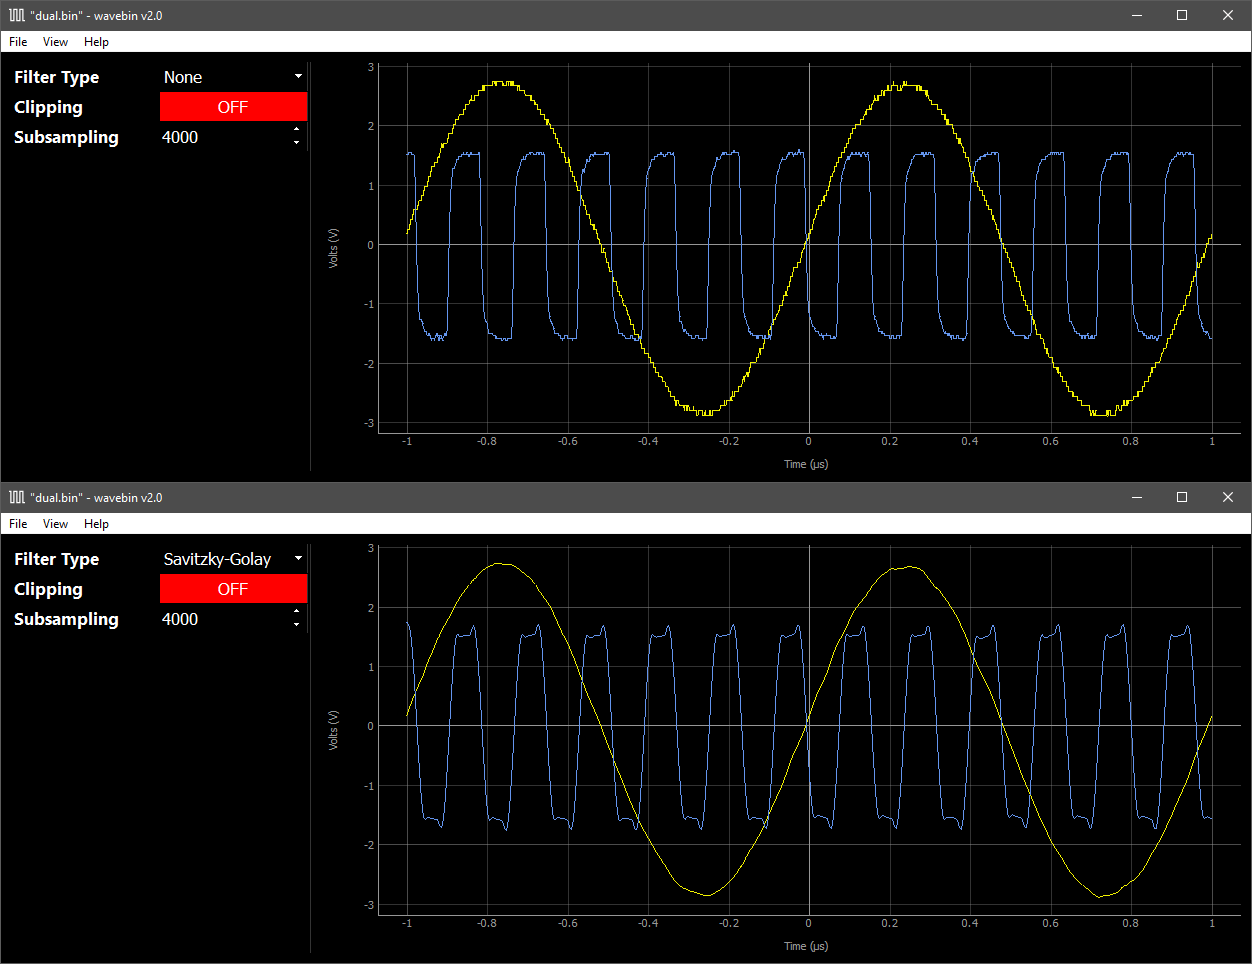 "dual.bin" - wavebin v2.0
File View Help
Filter Type None
Clipping OFF
Subsampling 4000
3
2
1
0
-1
-2
-3
Volts (V)
-1 -0.8 -0.6 -0.4 -0.2 0 0.2 0.4 0.6 0.8 1
Time (µs)
"dual.bin" - wavebin v2.0
File View Help
Filter Type Savitzky-Golay
Clipping OFF
Subsampling 4000
3
2
1
0
-1
-2
-3
Volts (V)
-1 -0.8 -0.6 -0.4 -0.2 0 0.2 0.4 0.6 0.8 1
Time (µs)